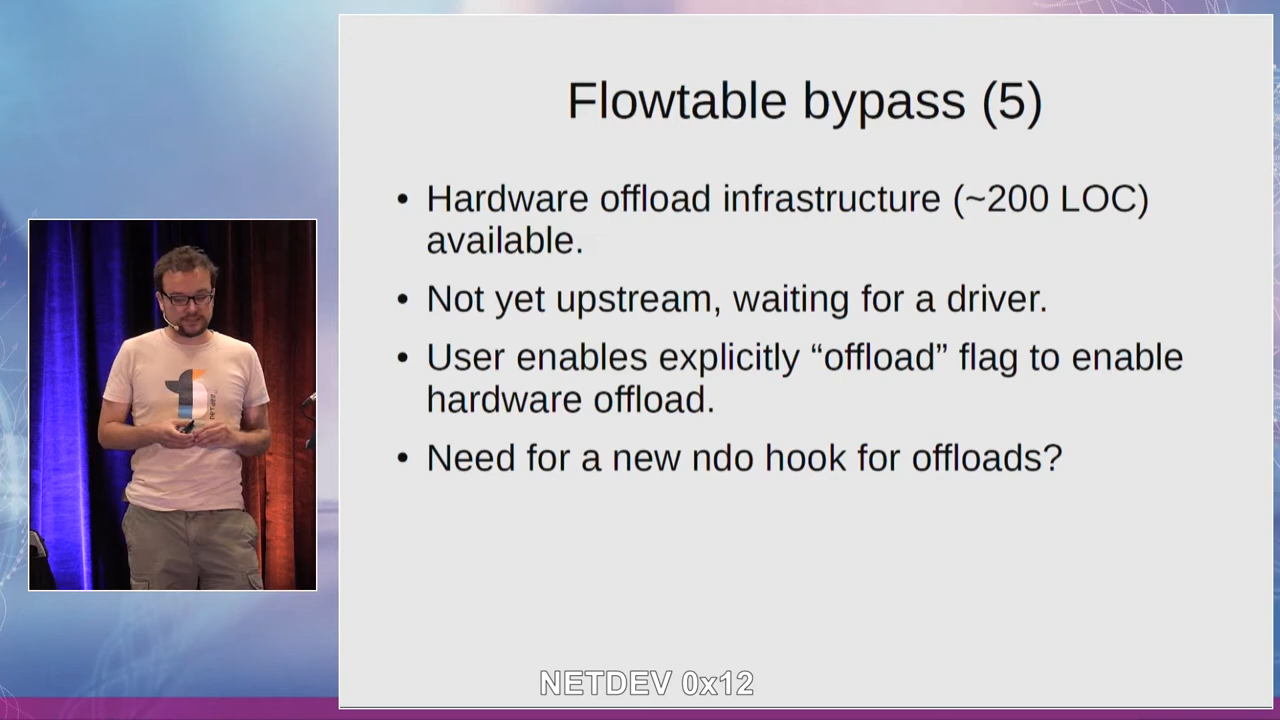 Flowtable bypass (5)
• Hardware offload infrastructure (~200 LOC)
available.
• Not yet upstream, waiting for a driver.
• User enables explicitly “offload” flag to enable
hardware offload.
• Need for a new ndo hook for offloads?
NETDEV 0x12